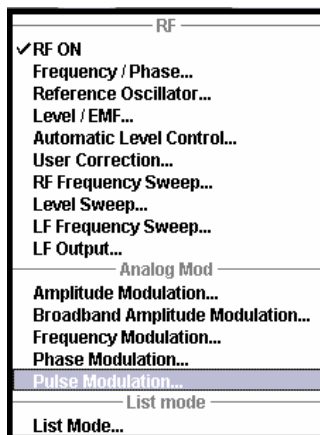 RF
RF ON
Frequency / Phase...
Reference Oscillator...
Level / EMF...
Automatic Level Control...
User Correction...
RF Frequency Sweep...
Level Sweep...
LF Frequency Sweep...
LF Output...
Analog Mod
Amplitude Modulation...
Broadband Amplitude Modulation...
Frequency Modulation...
Phase Modulation...
Pulse Modulation...
List mode
List Mode...